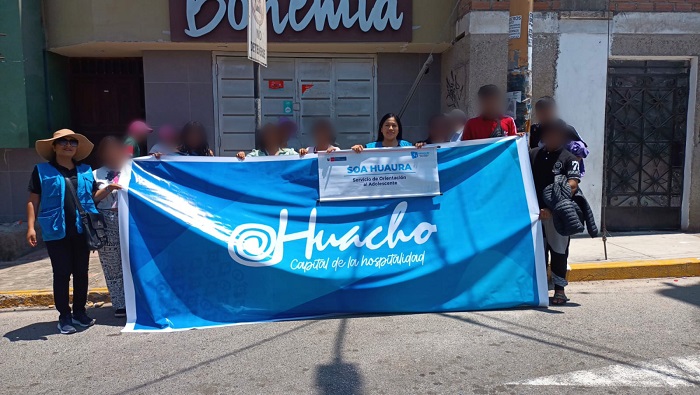 Bohemia
SOA HUAURA
Servicio de Orientación
al Adolescente
@Huacho
Capital de la hospitalidad